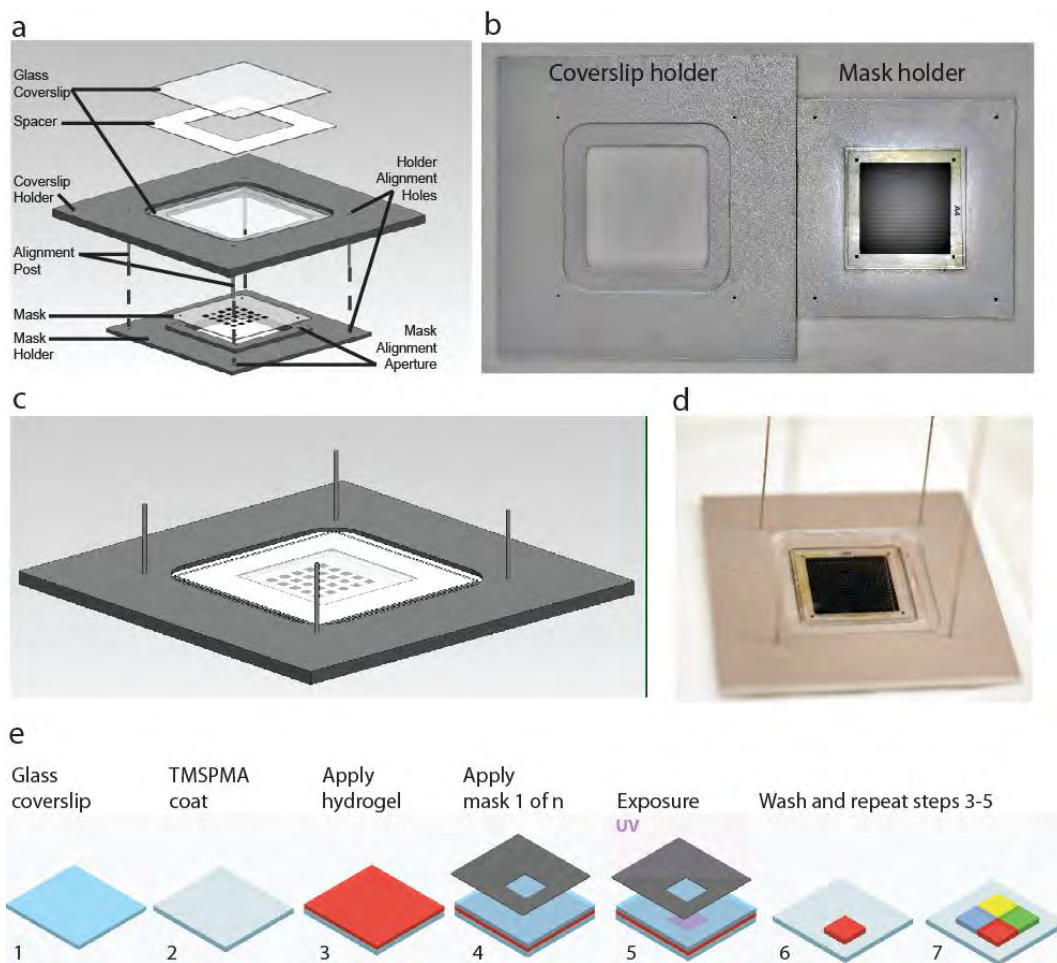 a
Glass
Coverslip
Spacer
Coverslip
Holder
Alignment
Post
Mask
Mask
Holder
Holder
Alignment
Holes
Mask
Alignment
Aperture
b
Coverslip holder
Mask holder
A4
c
d
e
Glass
coverslip
TMSPMA
coat
Apply
hydrogel
Apply
mask 1 of n
Exposure
UV
Wash and repeat steps 3-5
1
2
3
4
5
6
7